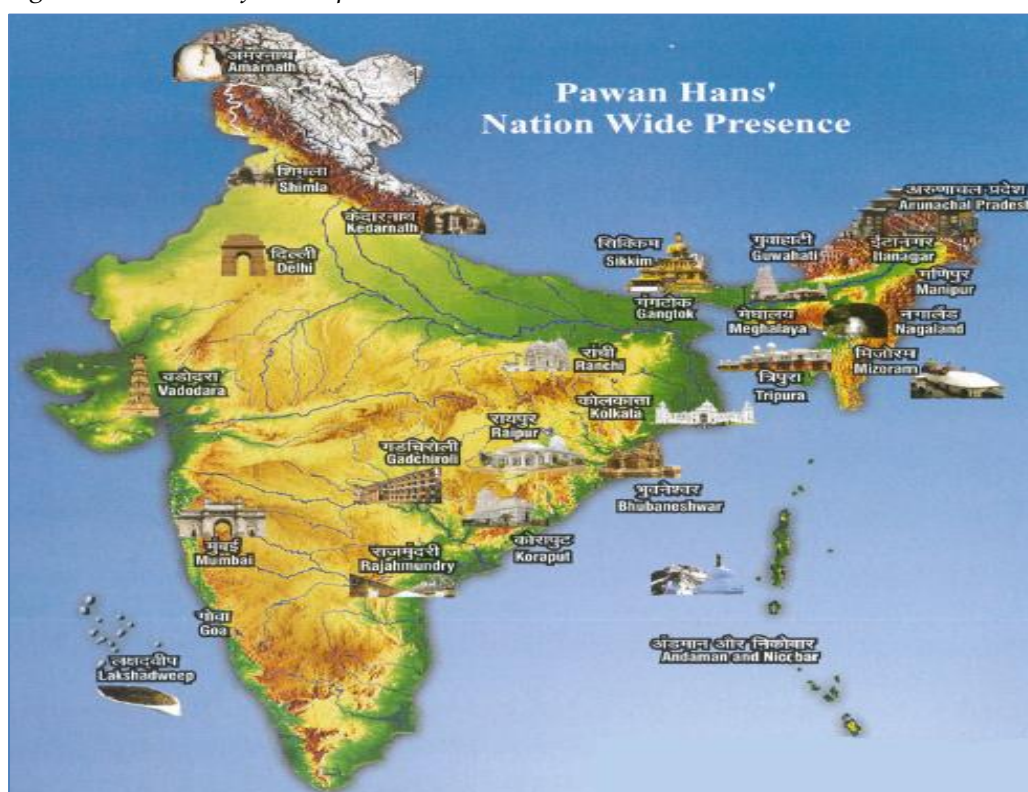 अमरनाथ
Amarnath
Pawan Hans'
Nation Wide Presence
शिमला
Shimla
केदारनाथ
Kedarnath
अरुणाचल प्रदेश
Arunachal Pradesh
दिल्ली
Delhi
सिक्किम
Sikkim
गंगटोक
Gangtok
गुवाहाटी
Guwahati
ईटानगर
Itanagar
मणिपुर
Manipur
मेघालय
Meghalaya
नगालैंड
Nagaland
वडोद्रा
Vadodara
रांची
Ranchi
त्रिपुरा
Tripura
मिजोरम
Mizoram
कोलकाता
Kolkata
रायपुर
Raipur
गडचिरोली
Gadchiroli
भुवनेश्वर
Bhubaneshwar
मुंबई
Mumbai
राजमुंदरी
Rajahmundry
कोरापुट
Koraput
गोवा
Goa
लक्षद्वीप
Lakshadweep
अंडमान और निकोबार
Andaman and Nicobar